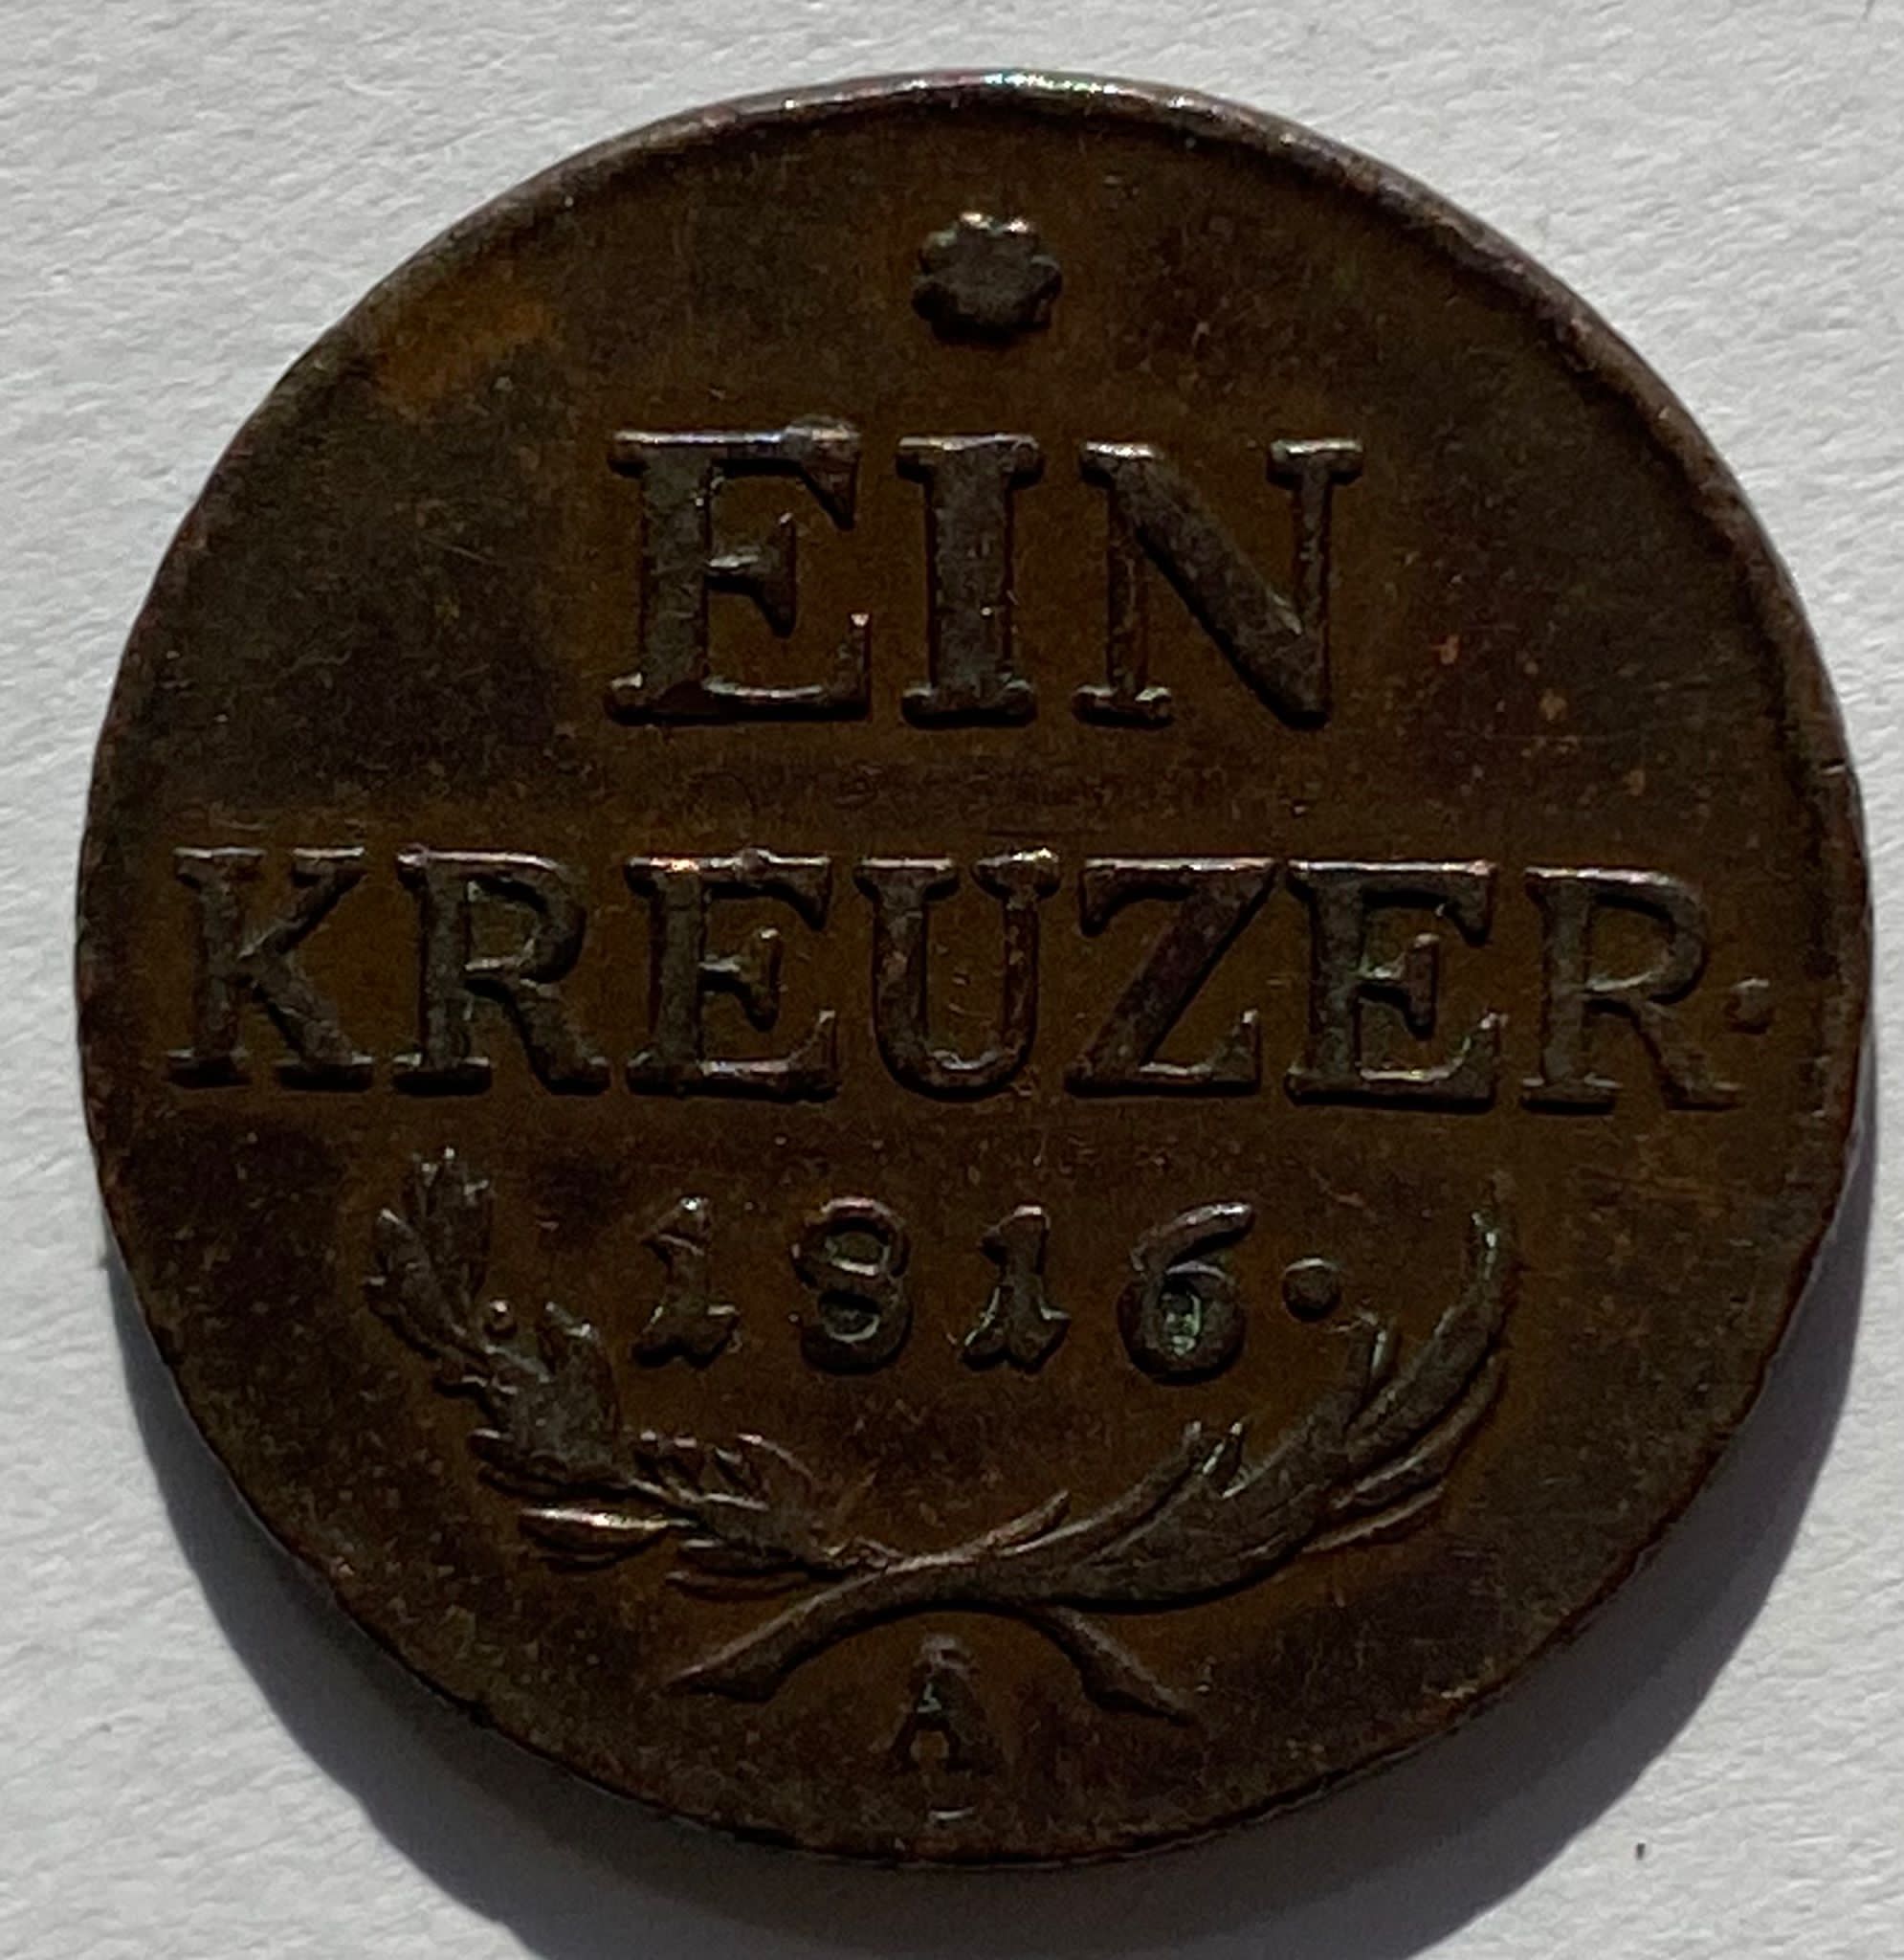 EIN
KREUZER.
1816.
A